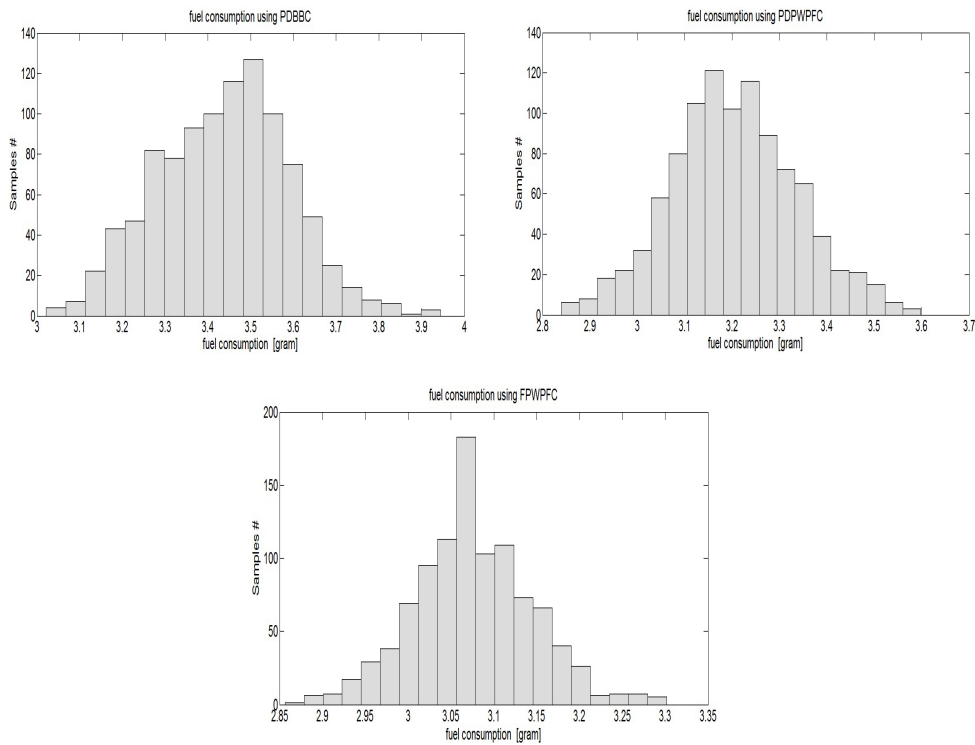 fuel consumption using PDBBC
140
120
100
80
60
40
20
0
Samples #
3 3.1 3.2 3.3 3.4 3.5 3.6 3.7 3.8 3.9 4
fuel consumption [gram]
fuel consumption using PDPWPFC
140
120
100
80
60
40
20
0
Samples #
2.8 2.9 3 3.1 3.2 3.3 3.4 3.5 3.6 3.7
fuel consumption [gram]
fuel consumption using FPWPFC
200
150
100
50
0
Samples #
2.85 2.9 2.95 3 3.05 3.1 3.15 3.2 3.25 3.3 3.35
fuel consumption [gram]